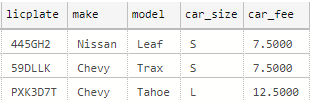 licplate make model car_size car_fee
445GH2 Nissan Leaf S 7.5000
59DLLK Chevy Trax S 7.5000
PXK3D7T Chevy Tahoe L 12.5000